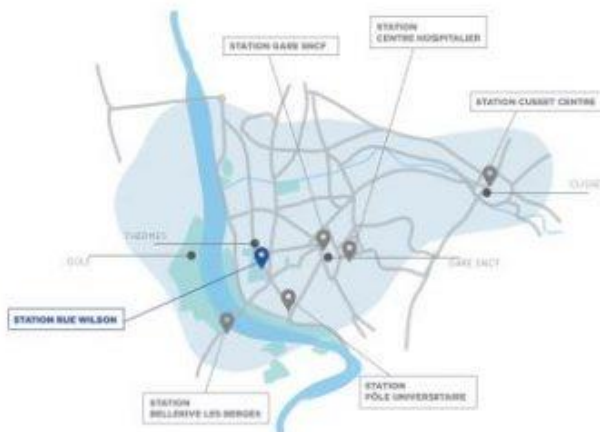 STATION
CENTRE HOSPITALIER
STATION GARE SNCF
STATION CUSSET CENTRE
CUSSET
THERMES
GOLF
GARE SNCF
STATION RUE WILSON
STATION
PÔLE UNIVERSITAIRE
STATION
BELLERIVE LES BERGES